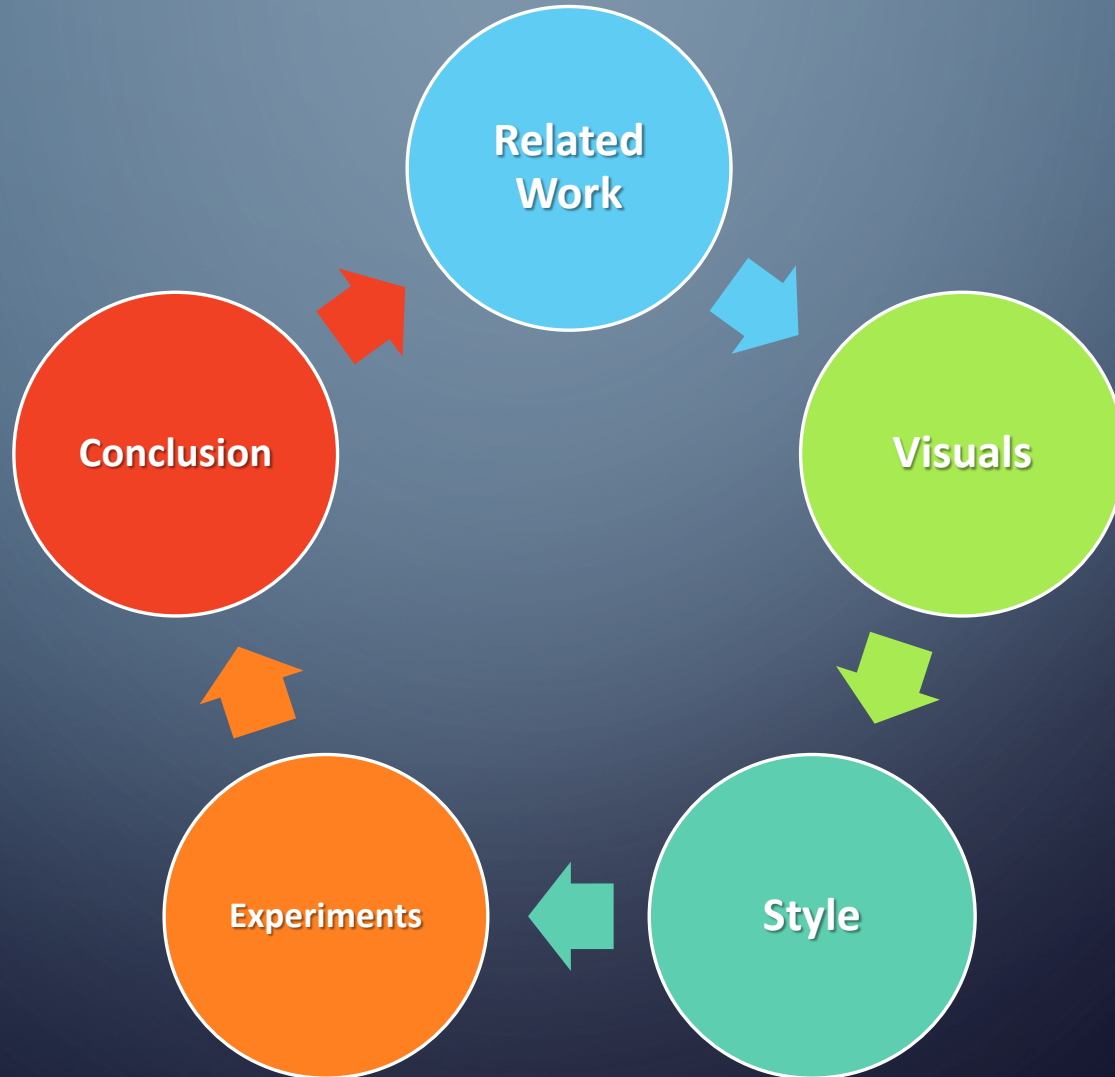 Related
Work
Visuals
Style
Experiments
Conclusion